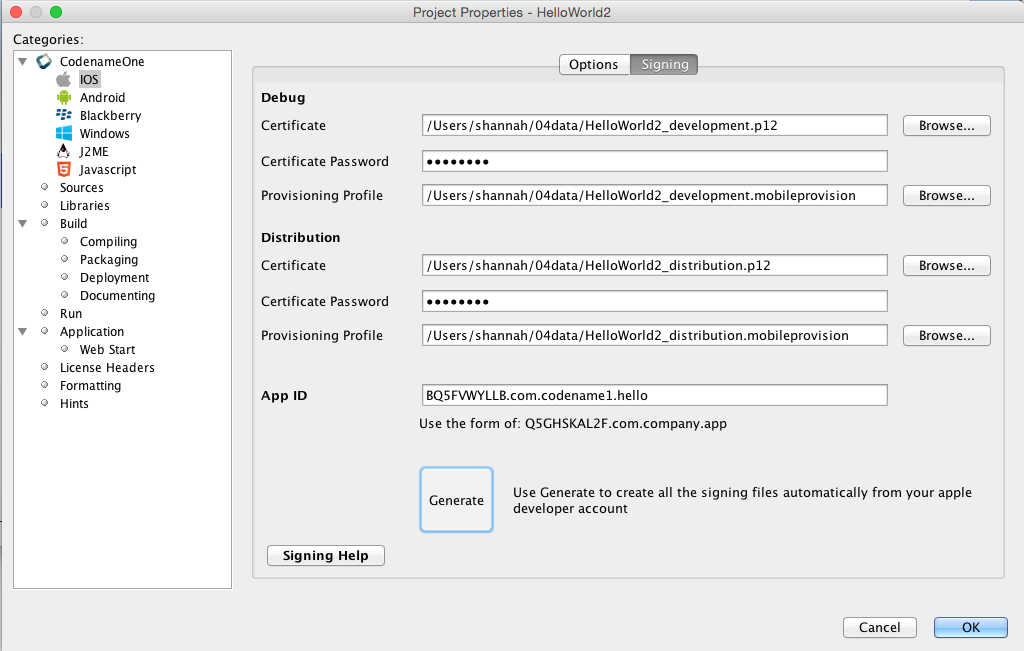 Project Properties - HelloWorld2
Categories:
CodenameOne
IOS
Android
Blackberry
Windows
J2ME
Javascript
Sources
Libraries
Build
Compiling
Packaging
Deployment
Documenting
Run
Application
Web Start
License Headers
Formatting
Hints
Options Signing
Debug
Certificate /Users/shannah/04data/HelloWorld2_development.p12 Browse...
Certificate Password ●●●●●●●●
Provisioning Profile /Users/shannah/04data/HelloWorld2_development.mobileprovision Browse...
Distribution
Certificate /Users/shannah/04data/HelloWorld2_distribution.p12 Browse...
Certificate Password ●●●●●●●●
Provisioning Profile /Users/shannah/04data/HelloWorld2_distribution.mobileprovision Browse...
App ID BQ5FVWYLLB.com.codename1.hello
Use the form of: Q5GHSKAL2F.com.company.app
Generate
Use Generate to create all the signing files automatically from your apple
developer account
Signing Help
Cancel OK